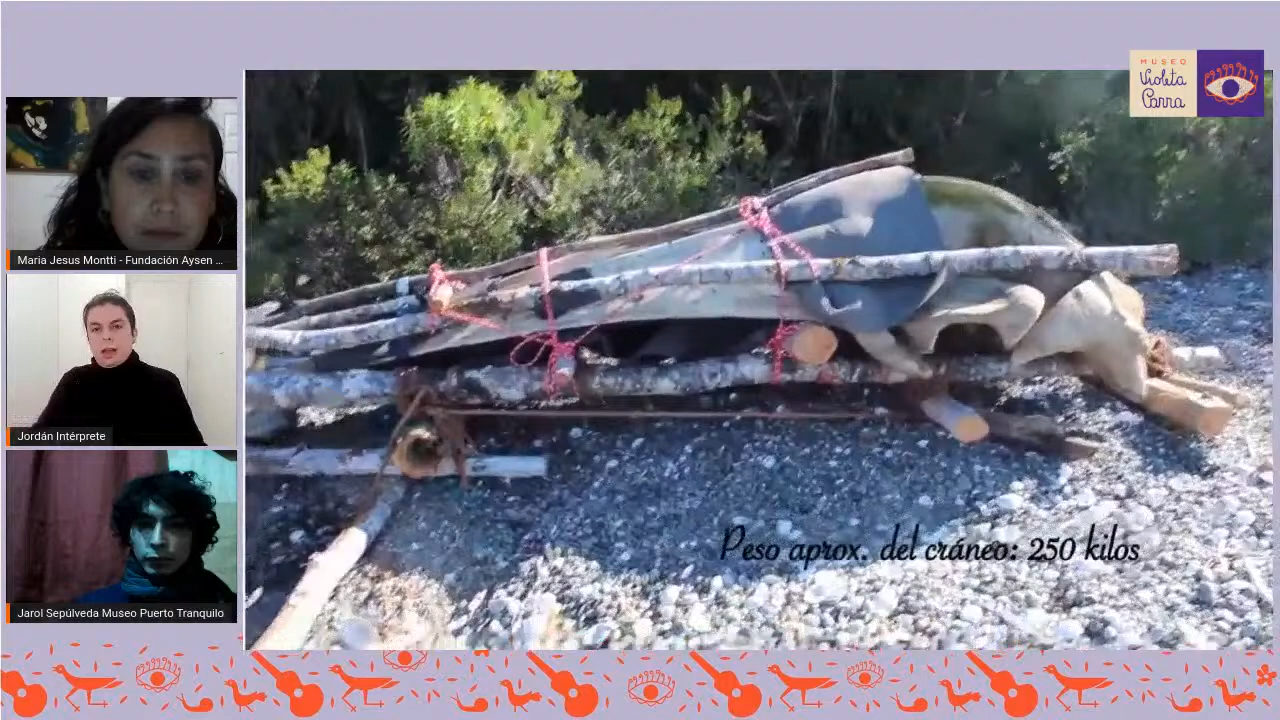 MUSEO
Violeta
Parra
Maria Jesus Montti - Fundación Aysen ...
Jordán Intérprete
Jarol Sepúlveda Museo Puerto Tranquilo
Peso aprox. del cráneo: 250 kilos